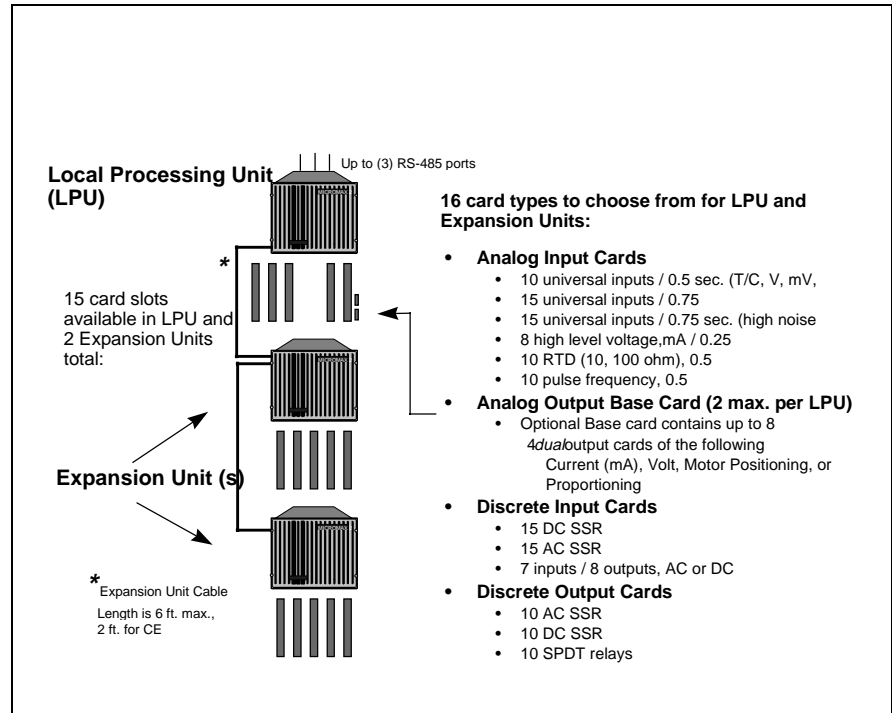 Up to (3) RS-485 ports
Local Processing Unit
(LPU)
*
15 card slots
available in LPU and
2 Expansion Units
total:
Expansion Unit (s)
*
Expansion Unit Cable
Length is 6 ft. max.,
2 ft. for CE
16 card types to choose from for LPU and
Expansion Units:
• Analog Input Cards
• 10 universal inputs / 0.5 sec. (T/C, V, mV,
• 15 universal inputs / 0.75
• 15 universal inputs / 0.75 sec. (high noise
• 8 high level voltage,mA / 0.25
• 10 RTD (10, 100 ohm), 0.5
• 10 pulse frequency, 0.5
• Analog Output Base Card (2 max. per LPU)
• Optional Base card contains up to 8
4dualoutput cards of the following
Current (mA), Volt, Motor Positioning, or
Proportioning
• Discrete Input Cards
• 15 DC SSR
• 15 AC SSR
• 7 inputs / 8 outputs, AC or DC
• Discrete Output Cards
• 10 AC SSR
• 10 DC SSR
• 10 SPDT relays